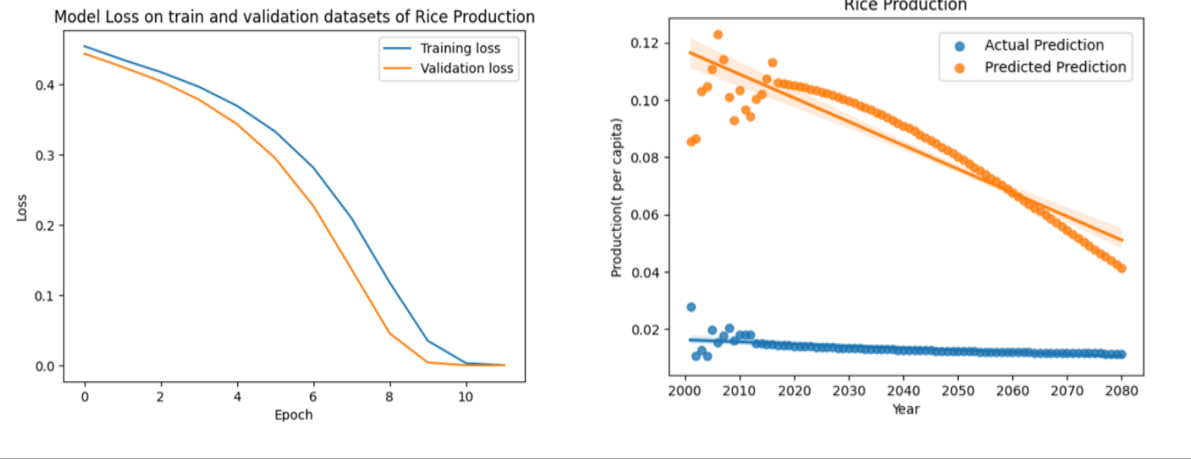 Model Loss on train and validation datasets of Rice Production
Training loss
Validation loss
0.4
0.3
0.2
0.1
0.0
Loss
0 2 4 6 8 10
Epoch
Rice Production
Actual Prediction
Predicted Prediction
0.12
0.10
0.08
0.06
0.04
0.02
Production(t per capita)
2000 2010 2020 2030 2040 2050 2060 2070 2080
Year